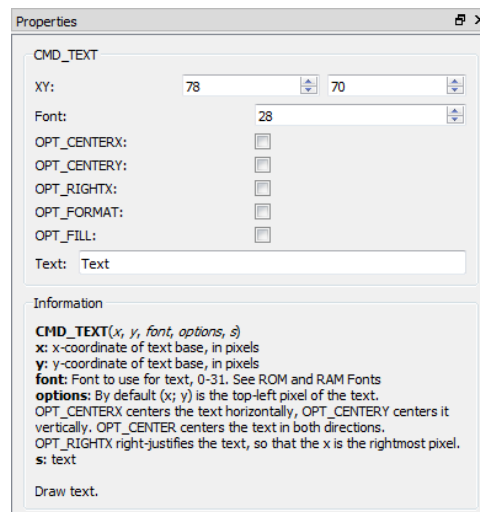 Properties
CMD_TEXT
XY: 78 70
Font: 28
OPT_CENTERX:
OPT_CENTERY:
OPT_RIGHTX:
OPT_FORMAT:
OPT_FILL:
Text: Text
Information
CMD_TEXT(x, y, font, options, s)
x: x-coordinate of text base, in pixels
y: y-coordinate of text base, in pixels
font: Font to use for text, 0-31. See ROM and RAM Fonts
options: By default (x; y) is the top-left pixel of the text.
OPT_CENTERX centers the text horizontally, OPT_CENTERY centers it
vertically. OPT_CENTER centers the text in both directions.
OPT_RIGHTX right-justifies the text, so that the x is the rightmost pixel.
s: text
Draw text.